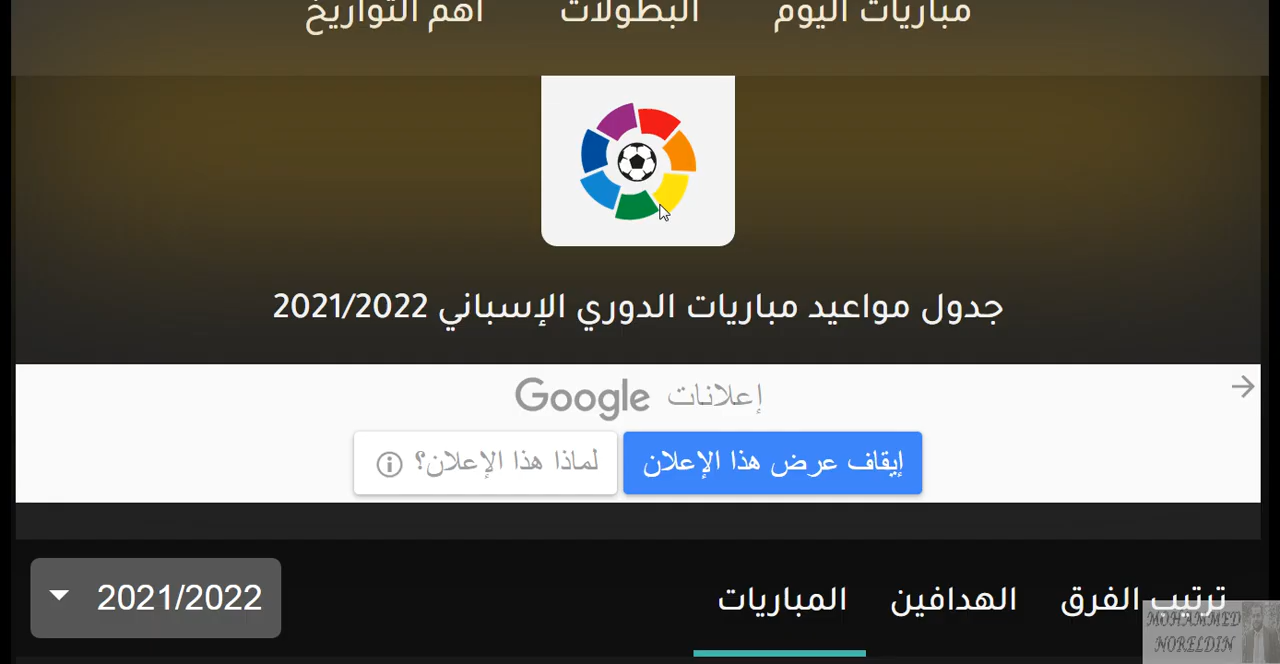 مباريات اليوم البطولات أهم التواريخ
جدول مواعيد مباريات الدوري الإسباني 2021/2022
إعلانات Google
إيقاف عرض هذا الإعلان لماذا هذا الإعلان؟
ترتيب الفرق الهدافين المباريات 2021/2022
MOHAMMED
NORELDIN